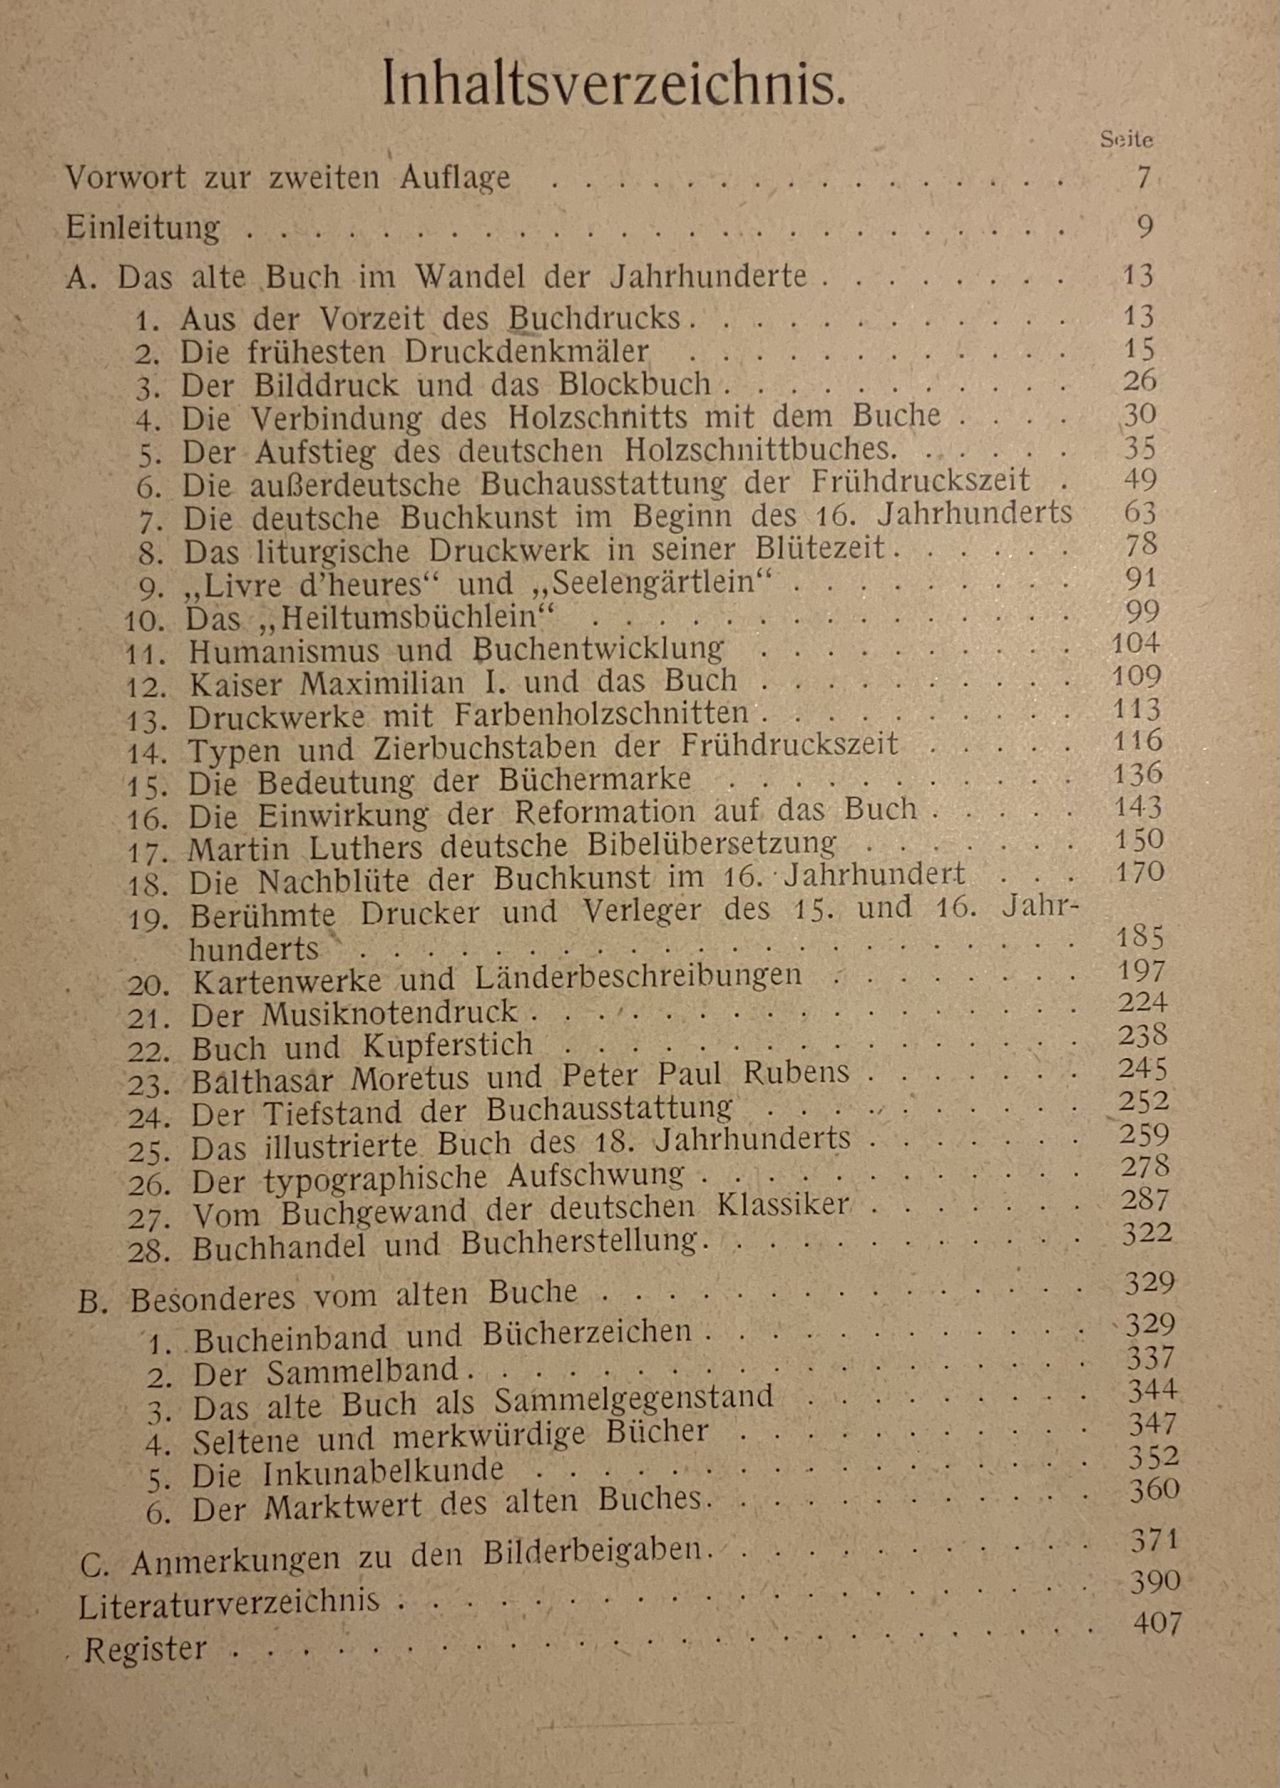 Inhaltsverzeichnis.
Seite
Vorwort zur zweiten Auflage . . . . . . . . . . . . . . . . 7
Einleitung . . . . . . . . . . . . . . . . . . . . . . . . . 9
A. Das alte Buch im Wandel der Jahrhunderte . . . . . . . . 13
1. Aus der Vorzeit des Buchdrucks . . . . . . . . . . . . 13
2. Die frühesten Druckdenkmäler . . . . . . . . . . . . 15
3. Der Bilddruck und das Blockbuch . . . . . . . . . . . 26
4. Die Verbindung des Holzschnitts mit dem Buche . . . . 30
5. Der Aufstieg des deutschen Holzschnittbuches . . . . . . 35
6. Die außerdeutsche Buchausstattung der Frühdruckszeit . 49
7. Die deutsche Buchkunst im Beginn des 16. Jahrhunderts 63
8. Das liturgische Druckwerk in seiner Blütezeit . . . . . . 78
9. „Livre d'heures“ und „Seelengärtlein“ . . . . . . . . . 91
10. Das „Heiltumsbüchlein“ . . . . . . . . . . . . . . . 99
11. Humanismus und Buchentwicklung . . . . . . . . . . 104
12. Kaiser Maximilian I. und das Buch . . . . . . . . . . 109
13. Druckwerke mit Farbenholzschnitten . . . . . . . . . . 113
14. Typen und Zierbuchstaben der Frühdruckszeit . . . . . 116
15. Die Bedeutung der Büchermarke . . . . . . . . . . . 136
16. Die Einwirkung der Reformation auf das Buch . . . . . 143
17. Martin Luthers deutsche Bibelübersetzung . . . . . . . 150
18. Die Nachblüte der Buchkunst im 16. Jahrhundert . . . 170
19. Berühmte Drucker und Verleger des 15. und 16. Jahr-
hunderts . . . . . . . . . . . . . . . . . . . . . . 185
20. Kartenwerke und Länderbeschreibungen . . . . . . . . 197
21. Der Musiknotendruck . . . . . . . . . . . . . . . . . 224
22. Buch und Kupferstich . . . . . . . . . . . . . . . . 238
23. Balthasar Moretus und Peter Paul Rubens . . . . . . . 245
24. Der Tiefstand der Buchausstattung . . . . . . . . . . 252
25. Das illustrierte Buch des 18. Jahrhunderts . . . . . . . 259
26. Der typographische Aufschwung . . . . . . . . . . . . 278
27. Vom Buchgewand der deutschen Klassiker . . . . . . . 287
28. Buchhandel und Buchherstellung . . . . . . . . . . . . 322
B. Besonderes vom alten Buche . . . . . . . . . . . . . . . 329
1. Bucheinband und Bücherzeichen . . . . . . . . . . . . 329
2. Der Sammelband . . . . . . . . . . . . . . . . . . . 337
3. Das alte Buch als Sammelgegenstand . . . . . . . . . 344
4. Seltene und merkwürdige Bücher . . . . . . . . . . . 347
5. Die Inkunabelkunde . . . . . . . . . . . . . . . . . 352
6. Der Marktwert des alten Buches . . . . . . . . . . . . 360
C. Anmerkungen zu den Bilderbeigaben . . . . . . . . . . . . 371
Literaturverzeichnis . . . . . . . . . . . . . . . . . . . . . 390
Register . . . . . . . . . . . . . . . . . . . . . . . . . . 407